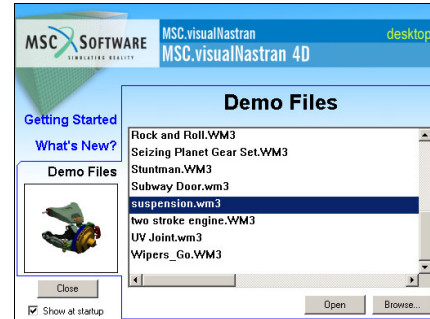 MSC SOFTWARE
SIMULATING REALITY
MSC.visualNastran desktop
MSC.visualNastran 4D
Getting Started
What's New?
Demo Files
Demo Files
Rock and Roll.WM3
Seizing Planet Gear Set.WM3
Stuntman.WM3
Subway Door.wm3
suspension.wm3
two stroke engine.WM3
UV Joint.wm3
Wipers_Go.WM3
Close
Show at startup
Open
Browse...